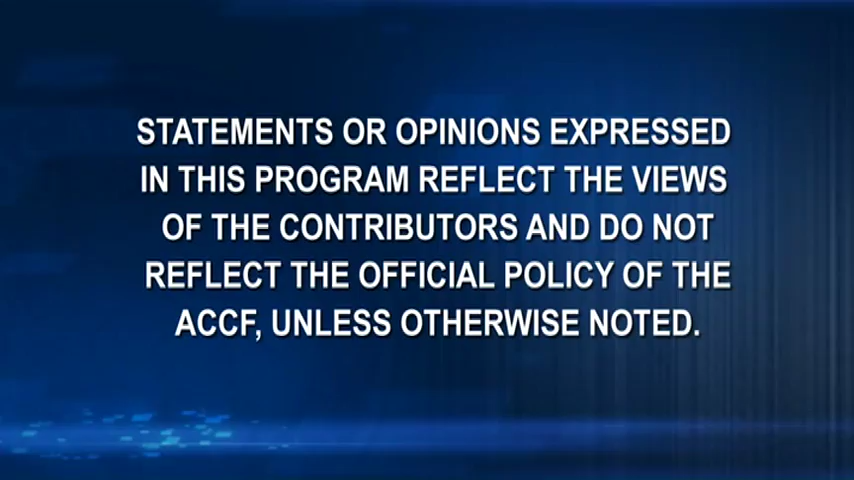 STATEMENTS OR OPINIONS EXPRESSED
IN THIS PROGRAM REFLECT THE VIEWS
OF THE CONTRIBUTORS AND DO NOT
REFLECT THE OFFICIAL POLICY OF THE
ACCF, UNLESS OTHERWISE NOTED.